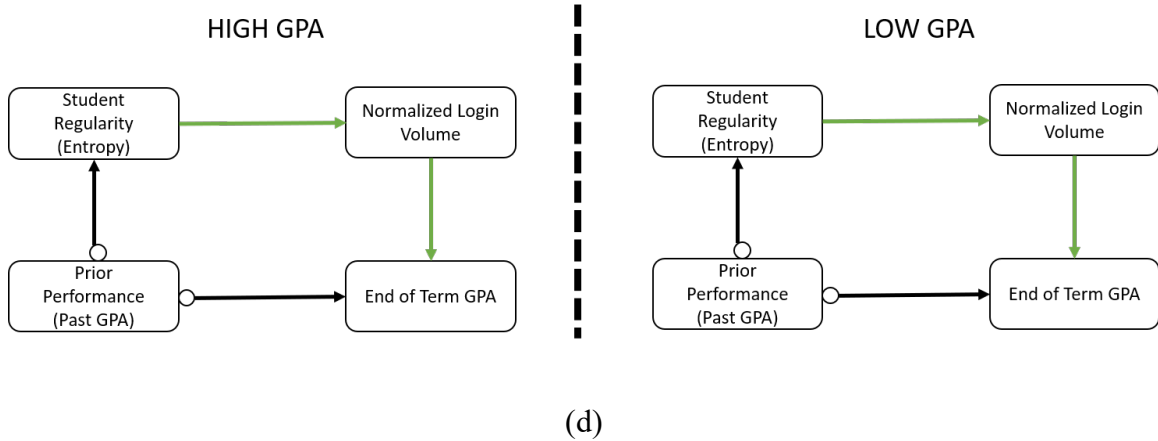 HIGH GPA
Student
Regularity
(Entropy)
Normalized Login
Volume
Prior
Performance
(Past GPA)
End of Term GPA
LOW GPA
Student
Regularity
(Entropy)
Normalized Login
Volume
Prior
Performance
(Past GPA)
End of Term GPA
(d)